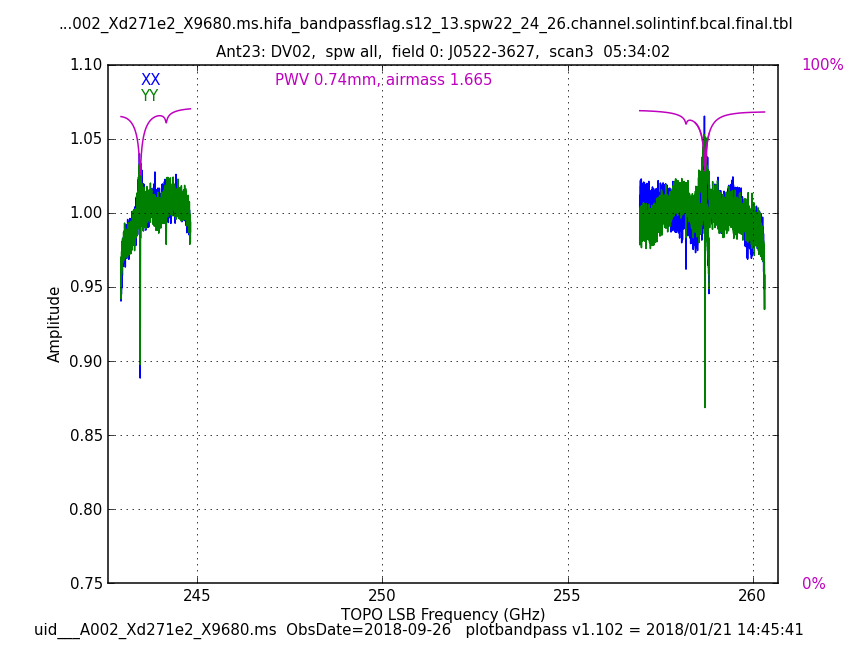 ...002_Xd271e2_X9680.ms.hifa_bandpassflag.s12_13.spw22_24_26.channel.solintinf.bcal.final.tbl
Ant23: DV02,  spw all,  field 0: J0522-3627,  scan3  05:34:02
XX
YY
PWV 0.74mm, airmass 1.665
100%
0%
1.10
1.05
1.00
0.95
0.90
0.85
0.80
0.75
Amplitude
245
250
255
260
TOPO LSB Frequency (GHz)
uid___A002_Xd271e2_X9680.ms  ObsDate=2018-09-26   plotbandpass v1.102 = 2018/01/21 14:45:41